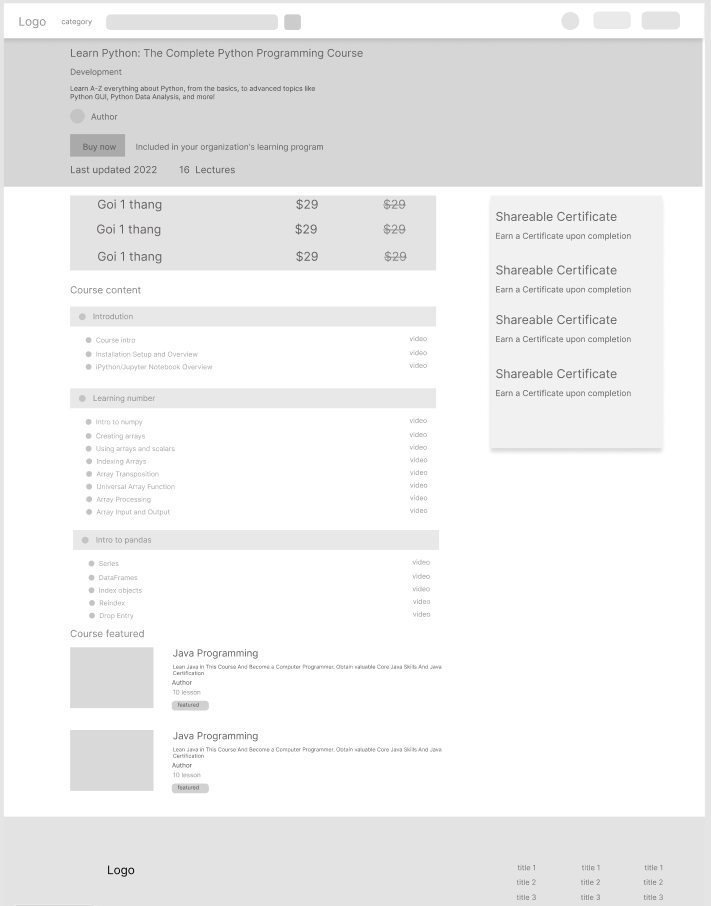 Logo category
Learn Python: The Complete Python Programming Course
Development
Learn A-Z everything about Python, from the basics, to advanced topics like
Python GUI, Python Data Analysis, and more!
Author
Buy now Included in your organization's learning program
Last updated 2022 16 Lectures
Goi 1 thang $29 $29
Goi 1 thang $29 $29
Goi 1 thang $29 $29
Shareable Certificate
Earn a Certificate upon completion
Shareable Certificate
Earn a Certificate upon completion
Shareable Certificate
Earn a Certificate upon completion
Shareable Certificate
Earn a Certificate upon completion
Course content
Introdution
Course intro video
Installation Setup and Overview video
iPython/Jupyter Notebook Overview video
Learning number
Intro to numpy video
Creating arrays video
Using arrays and scalars video
Indexing Arrays video
Array Transposition video
Universal Array Function video
Array Processing video
Array Input and Output video
Intro to pandas
Series video
DataFrames video
Index objects video
Reindex video
Drop Entry video
Course featured
Java Programming
Lean Java in This Course And Become a Computer Programmer. Obtain valuable Core Java Skills And Java
Certification
Author
10 lesson
featured
Java Programming
Lean Java in This Course And Become a Computer Programmer. Obtain valuable Core Java Skills And Java
Certification
Author
10 lesson
featured
Logo
title 1 title 1 title 1
title 2 title 2 title 2
title 3 title 3 title 3